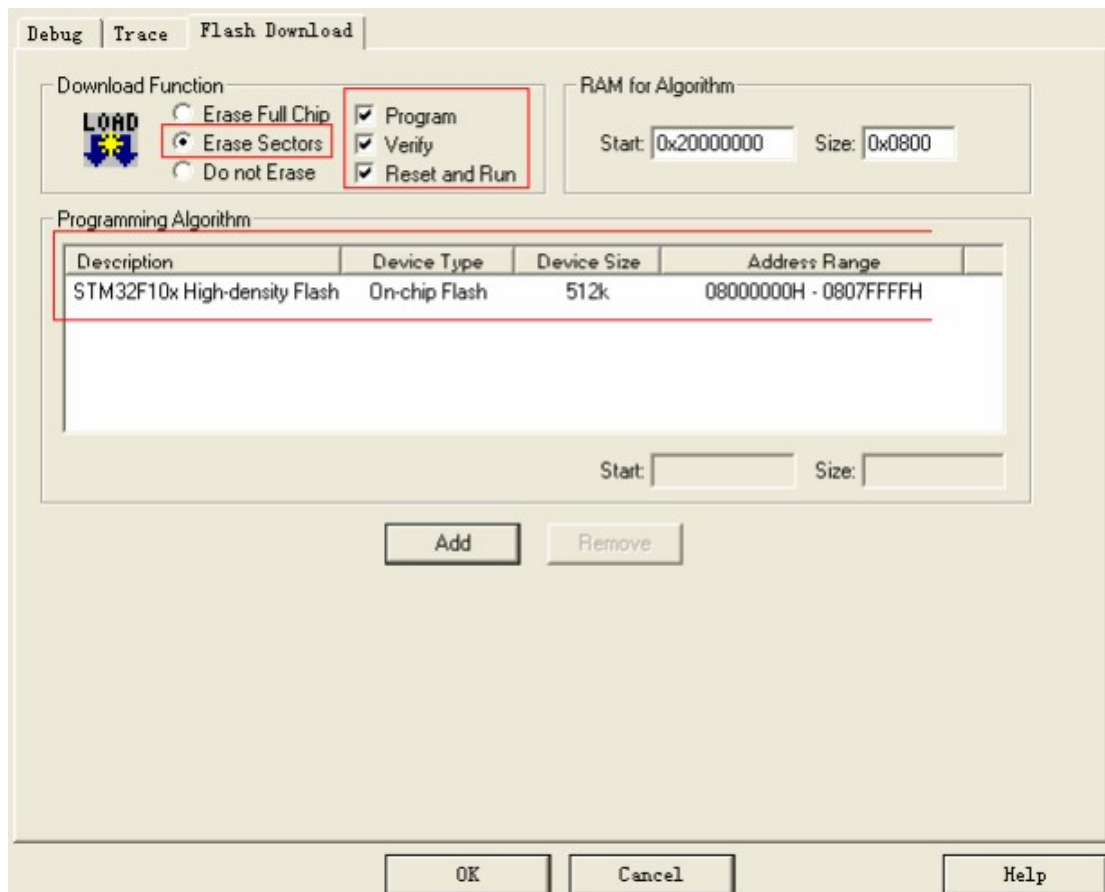 Debug Trace Flash Download
Download Function
LOAD
Erase Full Chip
Erase Sectors
Do not Erase
Program
Verify
Reset and Run
RAM for Algorithm
Start: 0x20000000 Size: 0x0800
Programming Algorithm
Description Device Type Device Size Address Range
STM32F10x High-density Flash On-chip Flash 512k 08000000H - 0807FFFFH
Start: Size:
Add Remove
OK Cancel Help